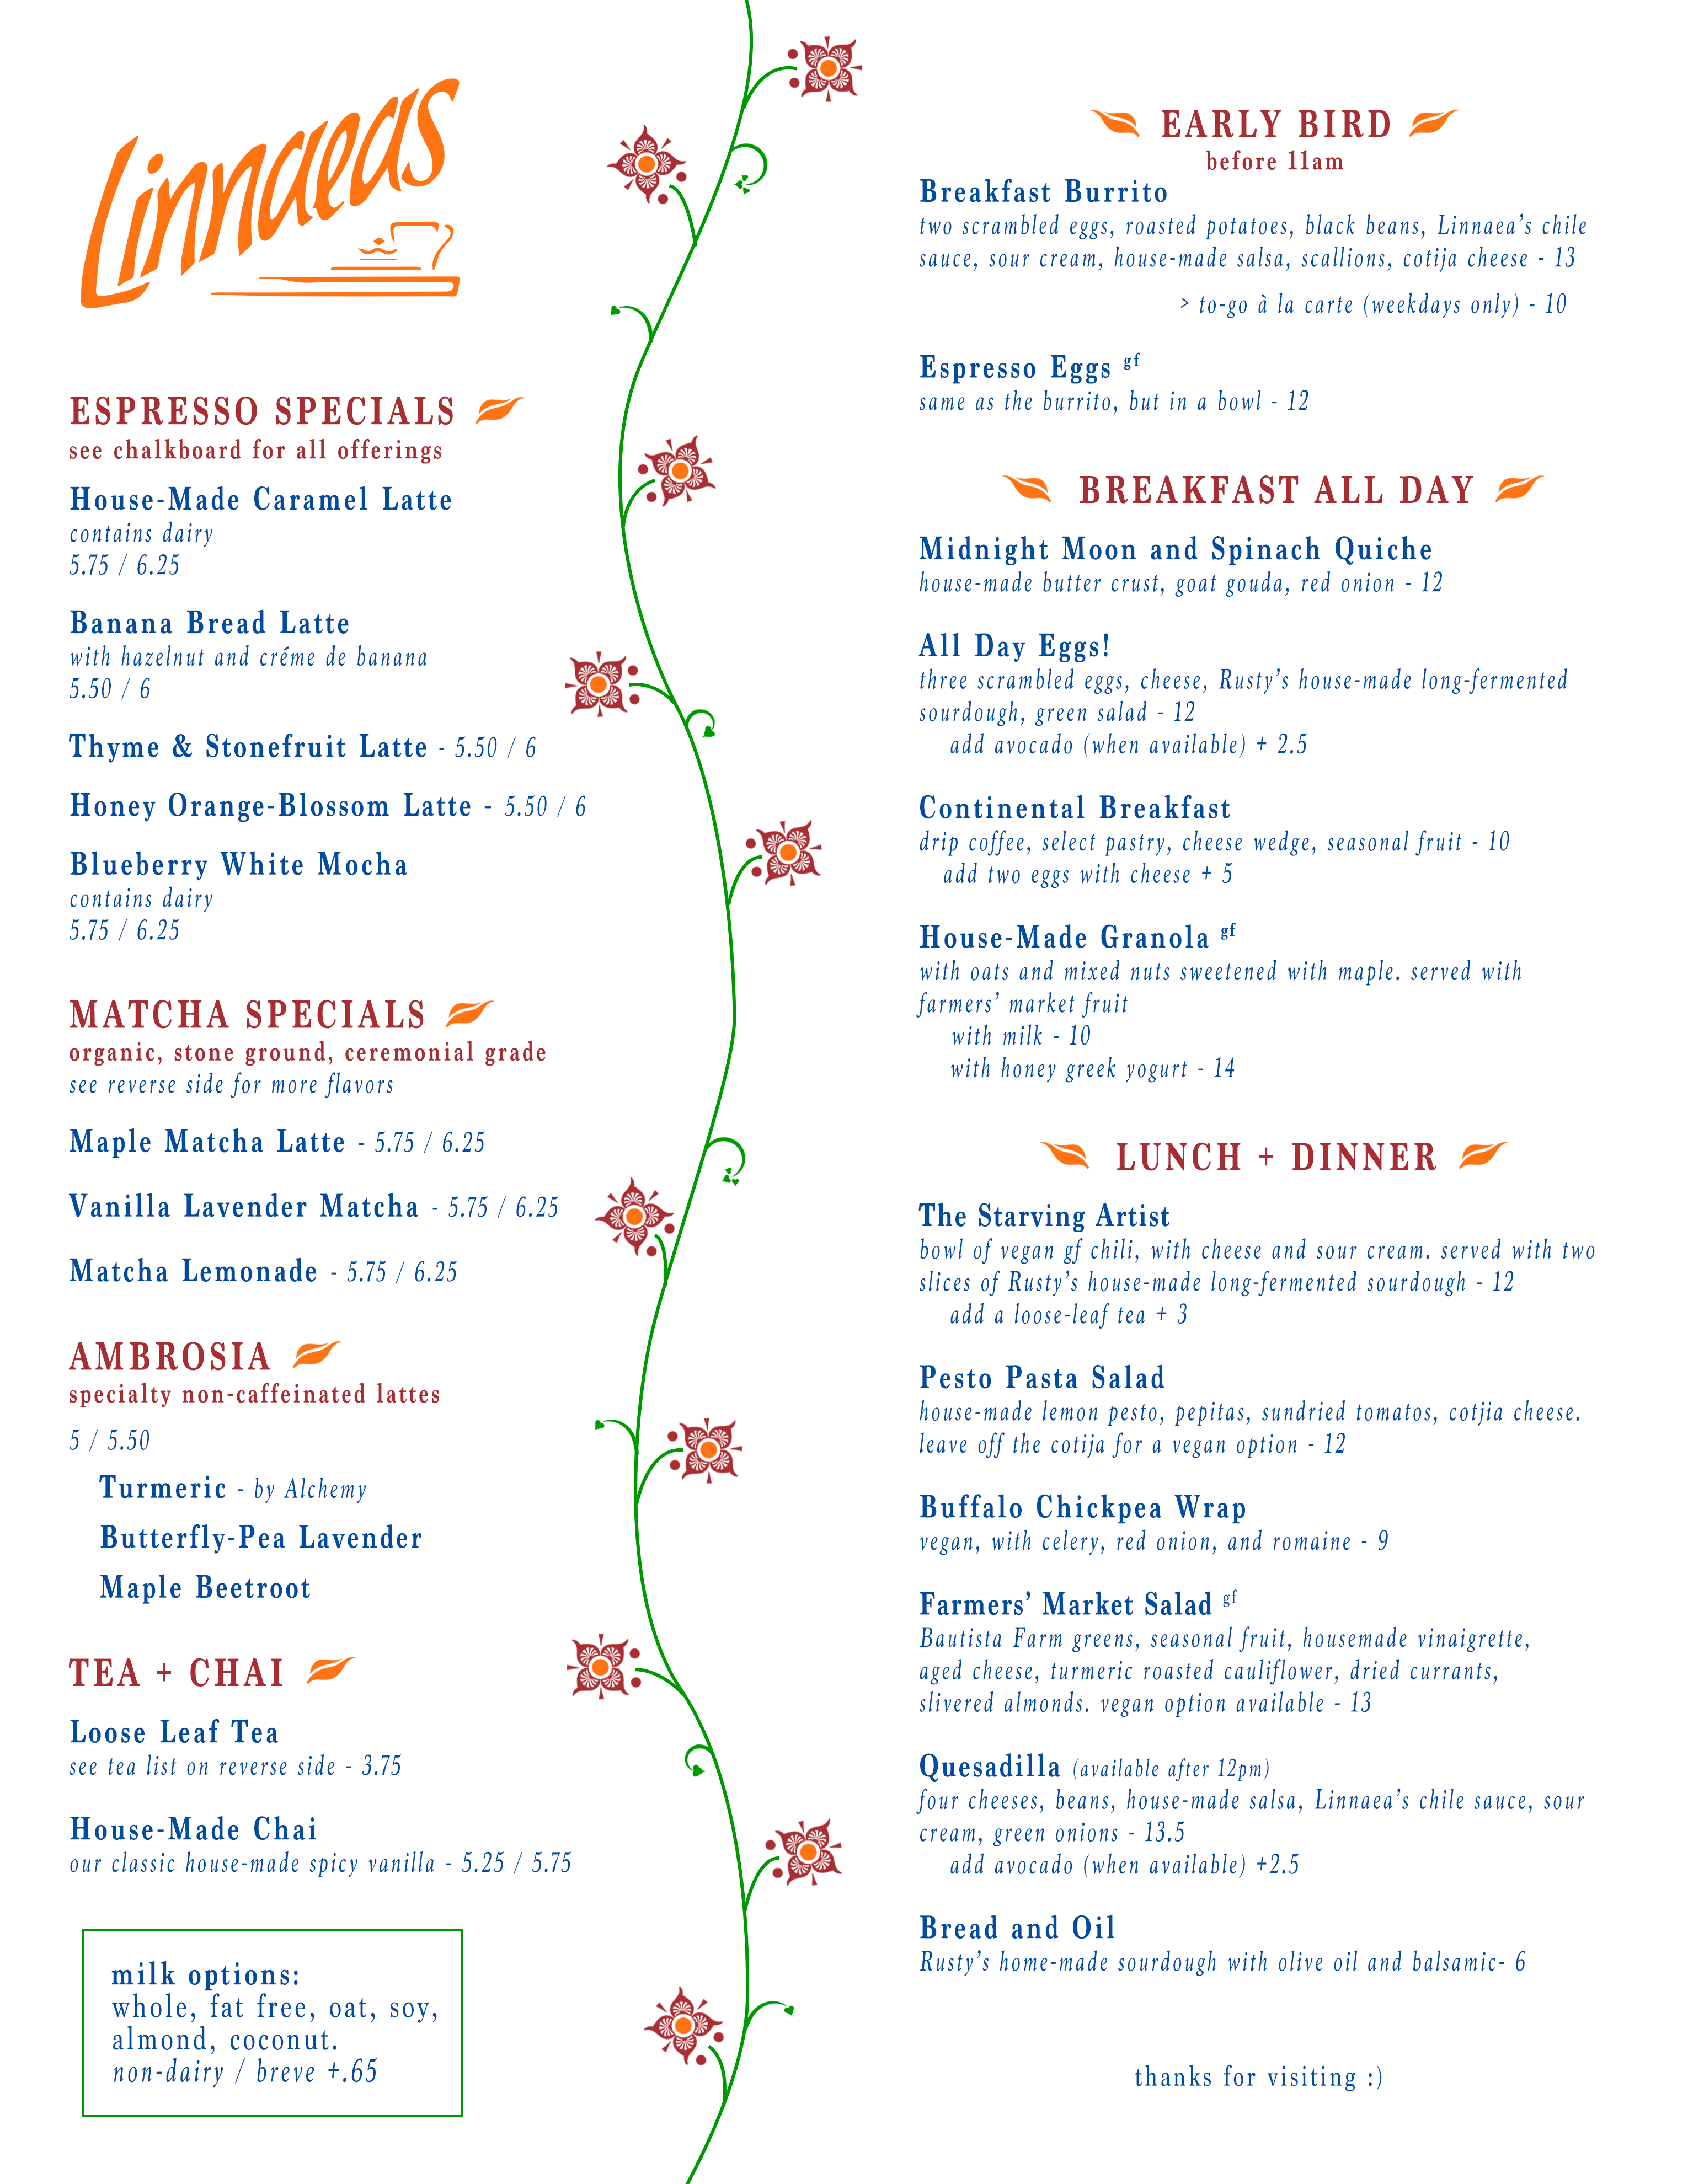 Linnaeas
ESPRESSO SPECIALS
see chalkboard for all offerings
House-Made Caramel Latte
contains dairy
5.75 / 6.25
Banana Bread Latte
with hazelnut and créme de banana
5.50 / 6
Thyme & Stonefruit Latte - 5.50 / 6
Honey Orange-Blossom Latte - 5.50 / 6
Blueberry White Mocha
contains dairy
5.75 / 6.25
MATCHA SPECIALS
organic, stone ground, ceremonial grade
see reverse side for more flavors
Maple Matcha Latte - 5.75 / 6.25
Vanilla Lavender Matcha - 5.75 / 6.25
Matcha Lemonade - 5.75 / 6.25
AMBROSIA
specialty non-caffeinated lattes
5 / 5.50
Turmeric - by Alchemy
Butterfly-Pea Lavender
Maple Beetroot
TEA + CHAI
Loose Leaf Tea
see tea list on reverse side - 3.75
House-Made Chai
our classic house-made spicy vanilla - 5.25 / 5.75
milk options:
whole, fat free, oat, soy,
almond, coconut.
non-dairy / breve +.65
EARLY BIRD
before 11am
Breakfast Burrito
two scrambled eggs, roasted potatoes, black beans, Linnaea's chile
sauce, sour cream, house-made salsa, scallions, cotija cheese - 13
> to-go à la carte (weekdays only) - 10
Espresso Eggs gf
same as the burrito, but in a bowl - 12
BREAKFAST ALL DAY
Midnight Moon and Spinach Quiche
house-made butter crust, goat gouda, red onion - 12
All Day Eggs!
three scrambled eggs, cheese, Rusty's house-made long-fermented
sourdough, green salad - 12
add avocado (when available) + 2.5
Continental Breakfast
drip coffee, select pastry, cheese wedge, seasonal fruit - 10
add two eggs with cheese + 5
House-Made Granola gf
with oats and mixed nuts sweetened with maple. served with
farmers' market fruit
with milk - 10
with honey greek yogurt - 14
LUNCH + DINNER
The Starving Artist
bowl of vegan gf chili, with cheese and sour cream. served with two
slices of Rusty's house-made long-fermented sourdough - 12
add a loose-leaf tea + 3
Pesto Pasta Salad
house-made lemon pesto, pepitas, sundried tomatos, cotjia cheese.
leave off the cotija for a vegan option - 12
Buffalo Chickpea Wrap
vegan, with celery, red onion, and romaine - 9
Farmers' Market Salad gf
Bautista Farm greens, seasonal fruit, housemade vinaigrette,
aged cheese, turmeric roasted cauliflower, dried currants,
slivered almonds. vegan option available - 13
Quesadilla (available after 12pm)
four cheeses, beans, house-made salsa, Linnaea's chile sauce, sour
cream, green onions - 13.5
add avocado (when available) +2.5
Bread and Oil
Rusty's home-made sourdough with olive oil and balsamic- 6
thanks for visiting :)